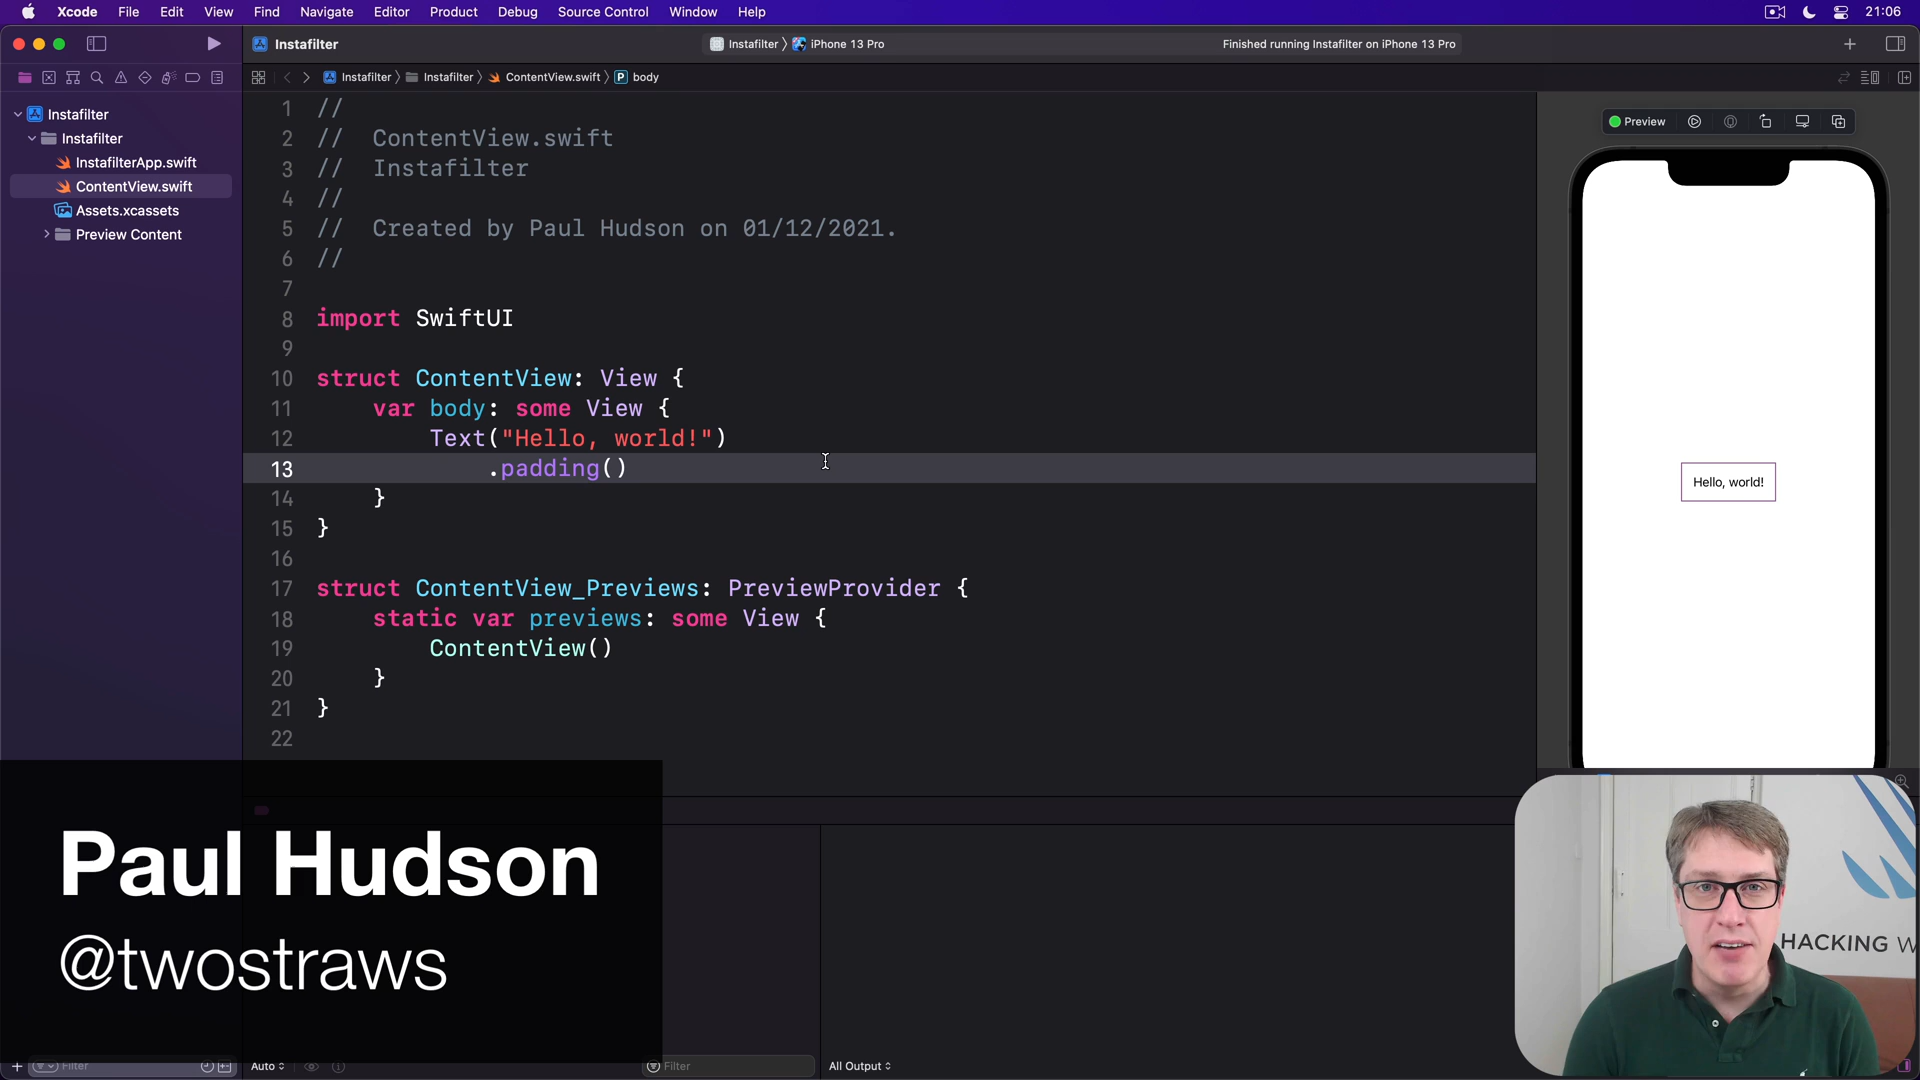 Xcode File Edit View Find Navigate Editor Product Debug Source Control Window Help 21:06
Instafilter Instafilter iPhone 13 Pro Finished running Instafilter on iPhone 13 Pro
Instafilter Instafilter ContentView.swift P body
Instafilter
Instafilter
InstafilterApp.swift
ContentView.swift
Assets.xcassets
Preview Content
1 //
2 //  ContentView.swift
3 //  Instafilter
4 //
5 //  Created by Paul Hudson on 01/12/2021.
6 //
7
8 import SwiftUI
9
10 struct ContentView: View {
11     var body: some View {
12         Text("Hello, world!")
13             .padding()
14     }
15 }
16
17 struct ContentView_Previews: PreviewProvider {
18     static var previews: some View {
19         ContentView()
20     }
21 }
22
Preview
Hello, world!
Paul Hudson
@twostraws
HACKING W
Filter Auto Filter All Output